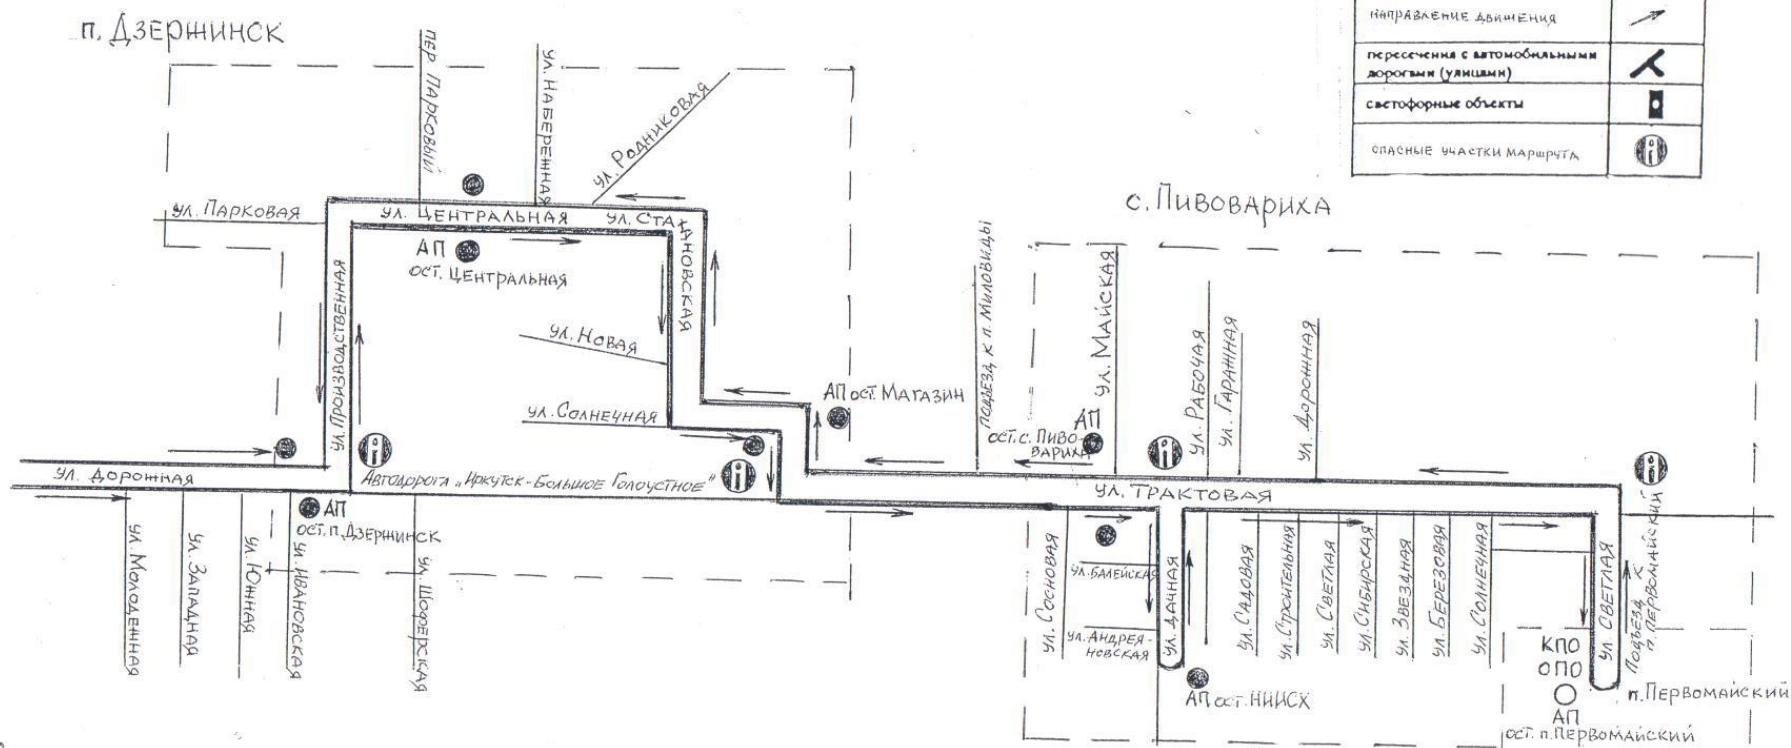 п. Дзержинск
НАПРАВЛЕНИЕ ДВИЖЕНИЯ
пересечения с автомобильными
дорогами (улицами)
светофорные объекты
ОПАСНЫЕ УЧАСТКИ МАРШРУТА
ПЕР ПАРКОВЫЙ
УЛ. НАБЕРЕЖНАЯ
УЛ. РОДНИКОВАЯ
УЛ. ПАРКОВАЯ
УЛ. ЦЕНТРАЛЬНАЯ
УЛ. СТАХАНОВСКАЯ
АП
ОСТ. ЦЕНТРАЛЬНАЯ
УЛ. ПРОИЗВОДСТВЕННАЯ
УЛ. НОВАЯ
УЛ. СОЛНЕЧНАЯ
АП ОСТ. МАГАЗИН
УЛ. ДОРОЖНАЯ
АВТОДОРОГА „ИРКУТСК-БОЛЬШОЕ ГОЛОУСТНОЕ"
АП
ОСТ. П. ДЗЕРЖИНСК
УЛ. МОЛОДЕЖНАЯ
УЛ. ЗАПАДНАЯ
УЛ. ЮЖНАЯ
УЛ. ИВАНОВСКАЯ
УЛ. ШОФЕРСКАЯ
с. ПИВОВАРИХА
ПОДЪЕЗД К П. МИЛОВИДЫ
УЛ. МАЙСКАЯ
АП
ОСТ. С. ПИВО-
ВАРИХА
УЛ. РАБОЧАЯ
УЛ. ГАРАЖНАЯ
УЛ. ДОРОЖНАЯ
УЛ. ТРАКТОВАЯ
УЛ. СОСНОВАЯ
УЛ. БАЛЕЙСКАЯ
УЛ. АНДРЕЯ-
НОВСКАЯ
УЛ. ДАЧНАЯ
АП ОСТ. НИИСХ
УЛ. САДОВАЯ
УЛ. СТРОИТЕЛЬНАЯ
УЛ. СВЕТЛАЯ
УЛ. СИБИРСКАЯ
УЛ. ЗВЕЗДНАЯ
УЛ. БЕРЕЗОВАЯ
УЛ. СОЛНЕЧНАЯ
УЛ. СВЕТЛАЯ
ПОДЪЕЗД К
П. ПЕРВОМАЙСКИЙ
КПО
ОПО
АП
ОСТ. П. ПЕРВОМАЙСКИЙ
П. ПЕРВОМАЙСКИЙ